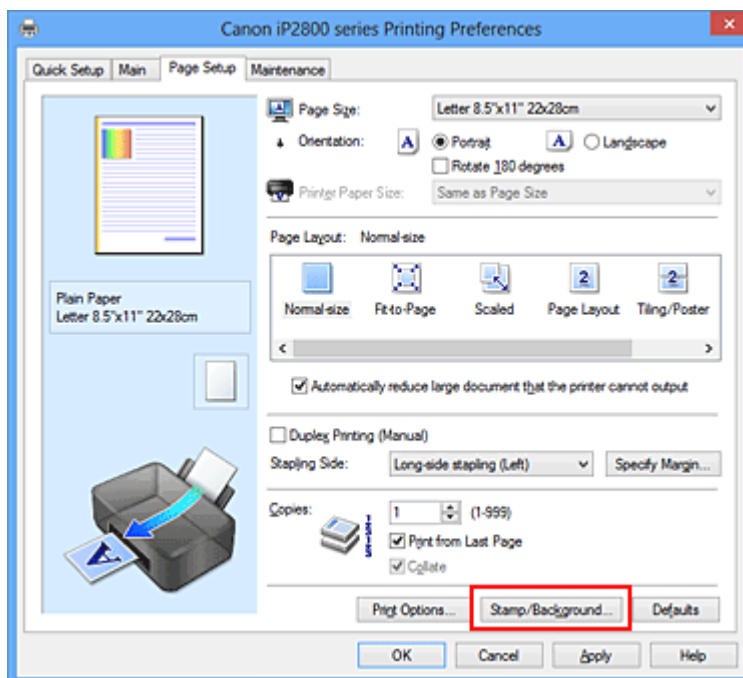 Canon iP2800 series Printing Preferences
Quick Setup Main Page Setup Maintenance
Page Size: Letter 8.5"x11" 22x28cm
Orientation: A Portrait A Landscape
Rotate 180 degrees
Printer Paper Size: Same as Page Size
Page Layout: Normal-size
2 2
Normal-size Fit-to-Page Scaled Page Layout Tiling/Poster
Plain Paper
Letter 8.5"x11" 22x28cm
Automatically reduce large document that the printer cannot output
Duplex Printing (Manual)
Stapling Side: Long-side stapling (Left) Specify Margin...
Copies: 1 (1-999)
Print from Last Page
Collate
A
Print Options... Stamp/Background... Defaults
OK Cancel Apply Help